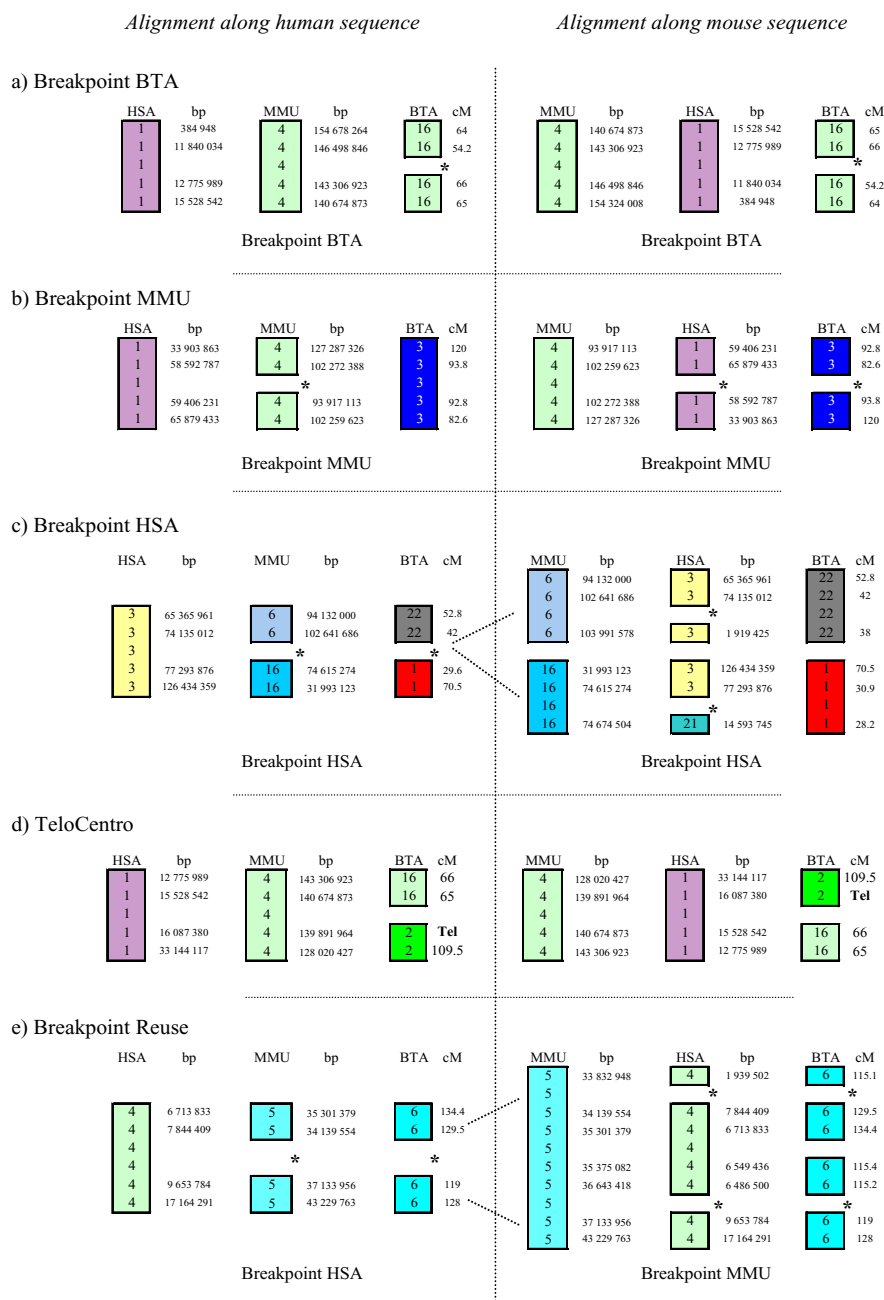 Alignment along human sequence Alignment along mouse sequence
a) Breakpoint BTA
HSA bp MMU bp BTA cM MMU bp HSA bp BTA cM
1 384 948 4 154 678 264 16 64 4 140 674 873 1 15 528 542 16 65
1 11 840 034 4 146 498 846 16 54.2 4 143 306 923 1 12 775 989 16 66
1 4 * 4 1 *
1 12 775 989 4 143 306 923 16 66 4 146 498 846 1 11 840 034 16 54.2
1 15 528 542 4 140 674 873 16 65 4 154 324 008 1 384 948 16 64
Breakpoint BTA Breakpoint BTA
b) Breakpoint MMU
HSA bp MMU bp BTA cM MMU bp HSA bp BTA cM
1 33 903 863 4 127 287 326 3 120 4 93 917 113 1 59 406 231 3 92.8
1 58 592 787 4 102 272 388 3 93.8 4 102 259 623 1 65 879 433 3 82.6
1 * 3 4 * *
1 59 406 231 4 93 917 113 3 92.8 4 102 272 388 1 58 592 787 3 93.8
1 65 879 433 4 102 259 623 3 82.6 4 127 287 326 1 33 903 863 3 120
Breakpoint MMU Breakpoint MMU
c) Breakpoint HSA
HSA bp MMU bp BTA cM MMU bp HSA bp BTA cM
6 94 132 000 3 65 365 961 22 52.8
6 102 641 686 3 74 135 012 22 42
3 65 365 961 6 94 132 000 22 52.8 6 * 22
3 74 135 012 6 102 641 686 22 42 6 103 991 578 3 1 919 425 22 38
3 * *
3 77 293 876 16 74 615 274 1 29.6 16 31 993 123 3 126 434 359 1 70.5
3 126 434 359 16 31 993 123 1 70.5 16 74 615 274 3 77 293 876 1 30.9
16 * 1
16 74 674 504 21 14 593 745 1 28.2
Breakpoint HSA Breakpoint HSA
d) TeloCentro
HSA bp MMU bp BTA cM MMU bp HSA bp BTA cM
1 12 775 989 4 143 306 923 16 66 4 128 020 427 1 33 144 117 2 109.5
1 15 528 542 4 140 674 873 16 65 4 139 891 964 1 16 087 380 2 Tel
1 4 4 1
1 16 087 380 4 139 891 964 2 Tel 4 140 674 873 1 15 528 542 16 66
1 33 144 117 4 128 020 427 2 109.5 4 143 306 923 1 12 775 989 16 65
e) Breakpoint Reuse
HSA bp MMU bp BTA cM MMU bp HSA bp BTA cM
5 33 832 948 4 1 939 502 6 115.1
5 * *
4 6 713 833 5 35 301 379 6 134.4 5 34 139 554 4 7 844 409 6 129.5
4 7 844 409 5 34 139 554 6 129.5 5 35 301 379 4 6 713 833 6 134.4
4 * * 5 4
4 5 35 375 082 4 6 549 436 6 115.4
4 9 653 784 5 37 133 956 6 119 5 36 643 418 4 6 486 500 6 115.2
4 17 164 291 5 43 229 763 6 128 5 * *
5 37 133 956 4 9 653 784 6 119
5 43 229 763 4 17 164 291 6 128
Breakpoint HSA Breakpoint MMU